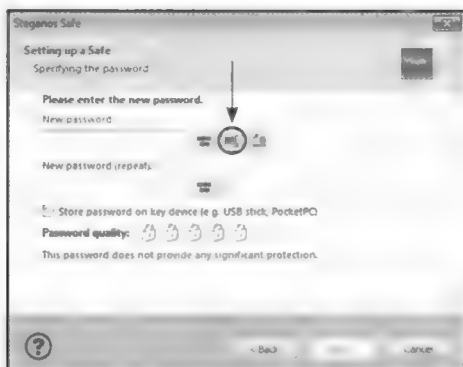 Steganos Safe
Setting up a Safe
Specifying the password
Please enter the new password.
New password
New password (repeat):
Store password on key device (e.g. USB stick, PocketPC)
Password quality:
This password does not provide any significant protection.
?
< Back
Cancel